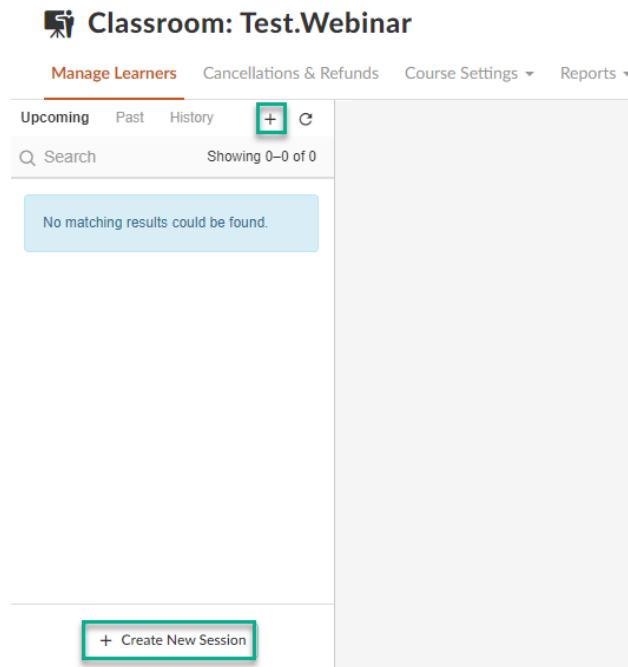 Classroom: Test.Webinar
Manage Learners Cancellations & Refunds Course Settings Reports
Upcoming Past History +
Search Showing 0–0 of 0
No matching results could be found.
+ Create New Session